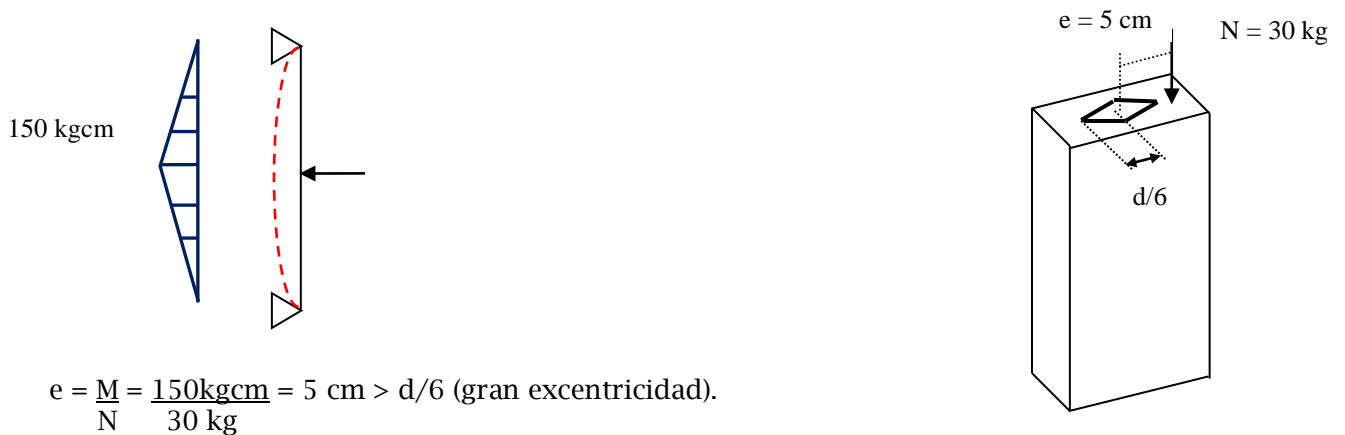 e = 5 cm
N = 30 kg
150 kgcm
d/6
e = M = 150kgcm = 5 cm > d/6 (gran excentricidad).
N 30 kg